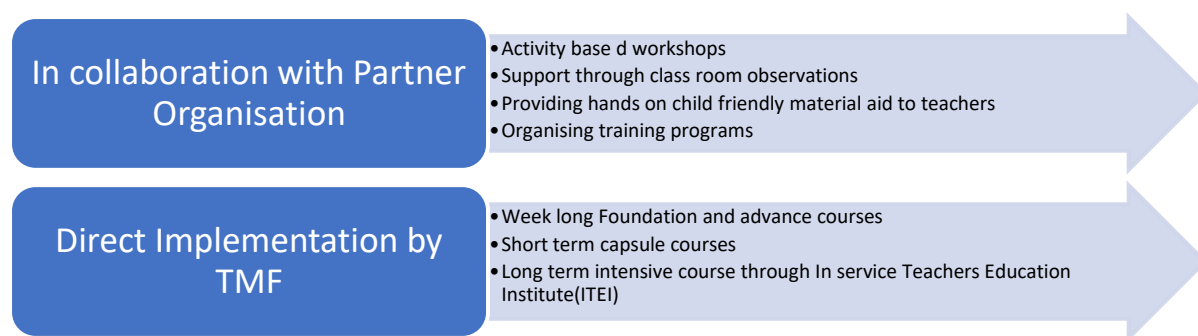 In collaboration with Partner
Organisation
•Activity base d workshops
•Support through class room observations
•Providing hands on child friendly material aid to teachers
•Organising training programs
Direct Implementation by
TMF
•Week long Foundation and advance courses
•Short term capsule courses
•Long term intensive course through In service Teachers Education
Institute(ITEI)